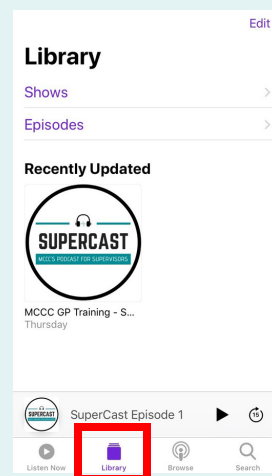 Edit
Library
Shows
Episodes
Recently Updated
SUPERCAST
MCCC'S PODCAST FOR SUPERVISORS
MCCC GP Training - S...
Thursday
SUPERCAST
SuperCast Episode 1
15
Listen Now
Library
Browse
Search